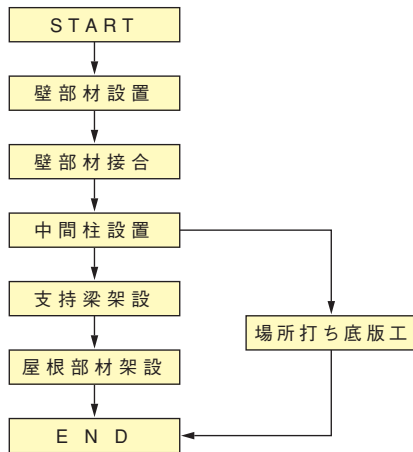 START
壁部材設置
壁部材接合
中間柱設置
支持梁架設
場所打ち底版工
屋根部材架設
END